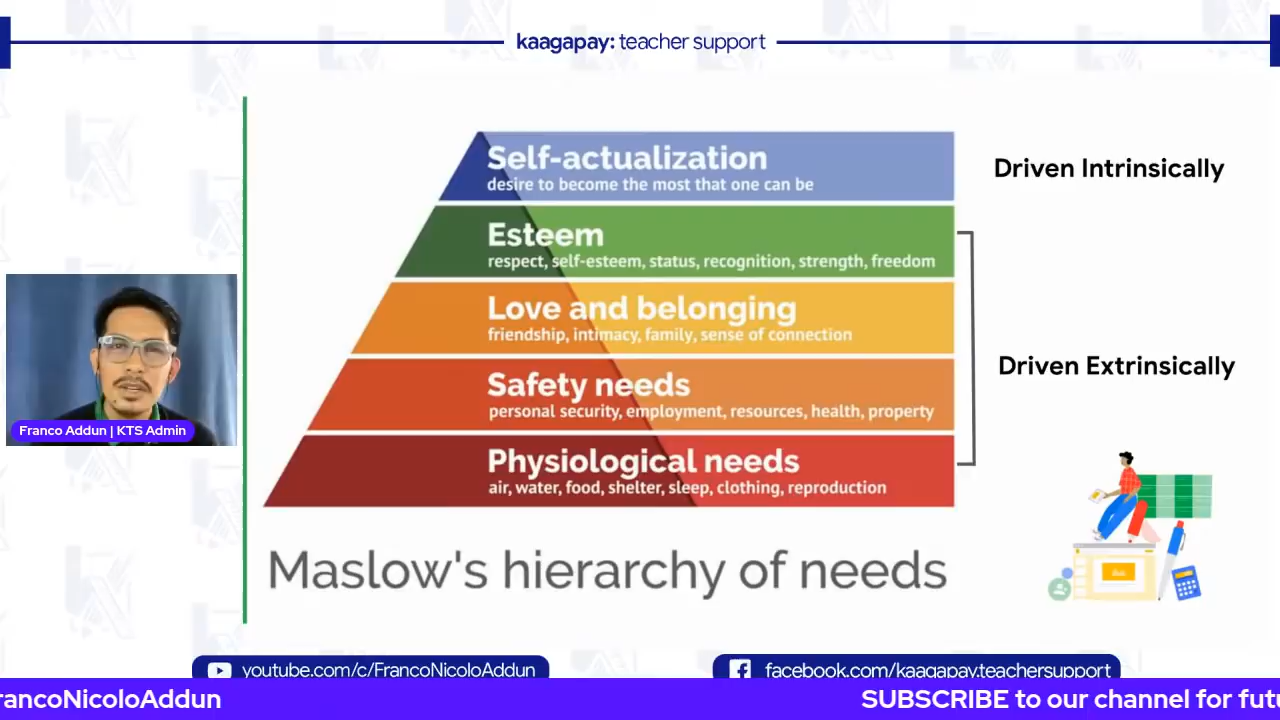 kaagapay: teacher support
Self-actualization
desire to become the most that one can be
Driven Intrinsically
Esteem
respect, self-esteem, status, recognition, strength, freedom
Love and belonging
friendship, intimacy, family, sense of connection
Driven Extrinsically
Safety needs
personal security, employment, resources, health, property
Franco Addun | KTS Admin
Physiological needs
air, water, food, shelter, sleep, clothing, reproduction
Maslow's hierarchy of needs
youtube.com/c/FrancoNicoloAddun
facebook.com/kaagapay.teachersupport
rancoNicoloAddun
SUBSCRIBE to our channel for futu